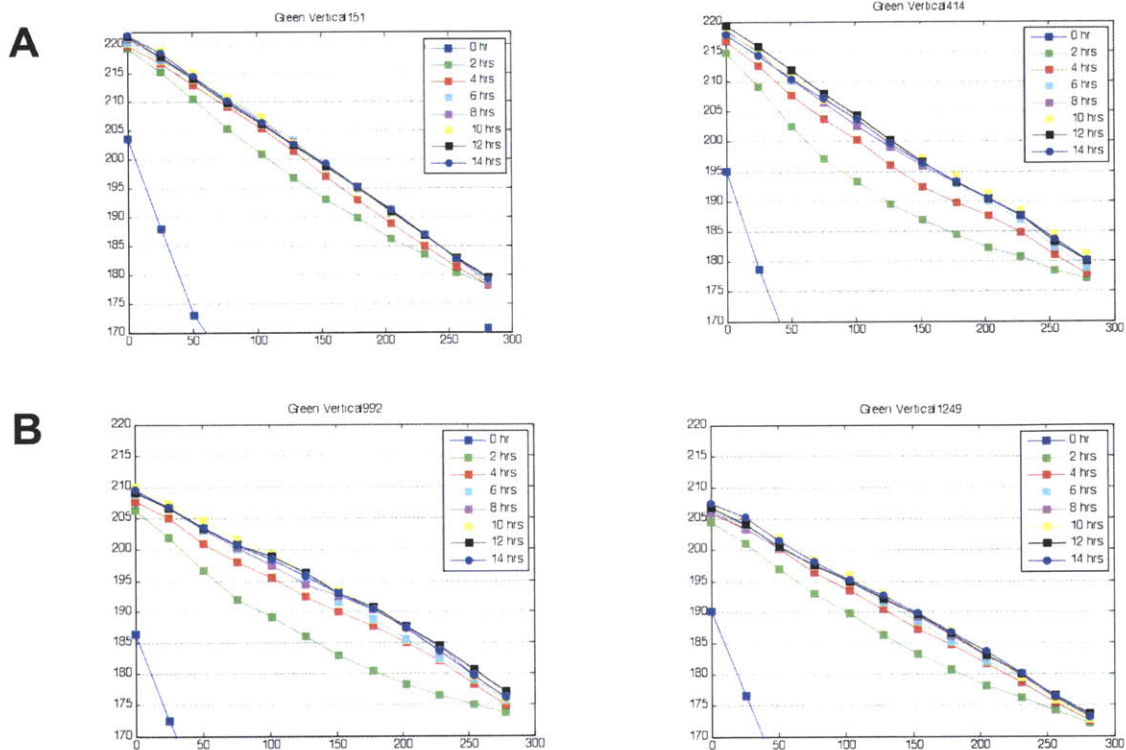 A
Green Vertical151
220
215
210
205
200
195
190
185
180
175
170
0 50 100 150 200 250 300
0 hr
2 hrs
4 hrs
6 hrs
8 hrs
10 hrs
12 hrs
14 hrs
Green Vertical414
220
215
210
205
200
195
190
185
180
175
170
0 50 100 150 200 250 300
0 hr
2 hrs
4 hrs
6 hrs
8 hrs
10 hrs
12 hrs
14 hrs
B
Green Vertical992
220
215
210
205
200
195
190
185
180
175
170
0 50 100 150 200 250 300
0 hr
2 hrs
4 hrs
6 hrs
8 hrs
10 hrs
12 hrs
14 hrs
Green Vertical1249
220
215
210
205
200
195
190
185
180
175
170
0 50 100 150 200 250 300
0 hr
2 hrs
4 hrs
6 hrs
8 hrs
10 hrs
12 hrs
14 hrs